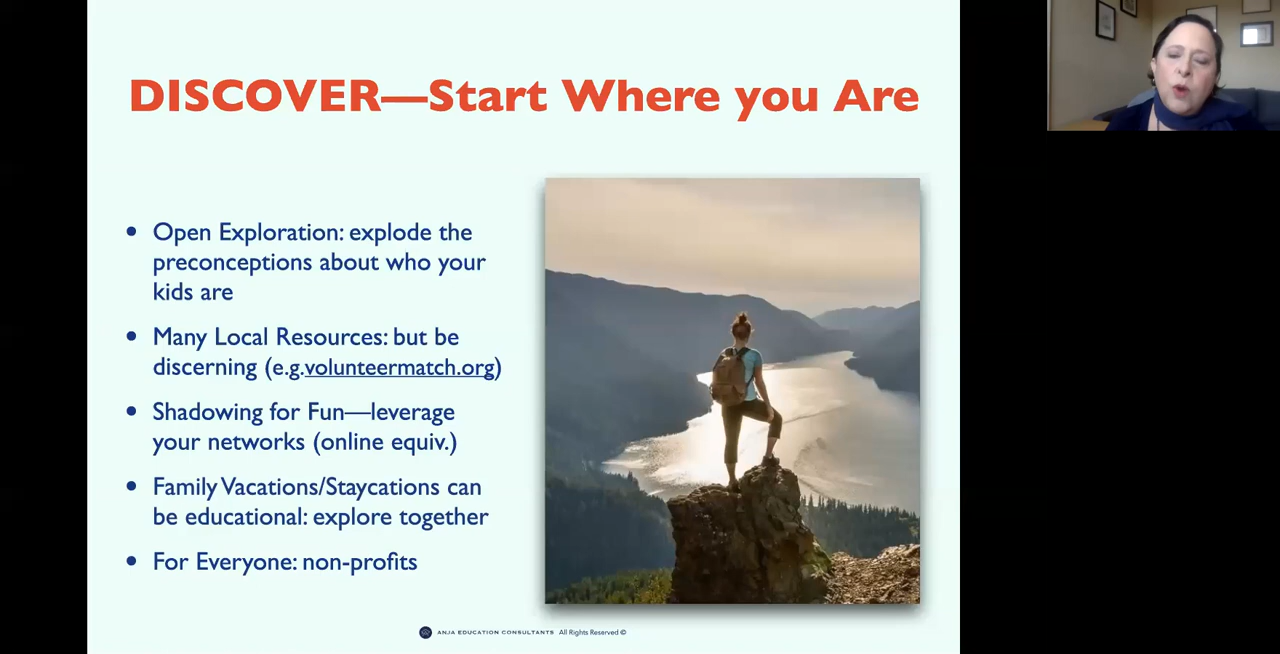 DISCOVER—Start Where you Are
• Open Exploration: explode the
preconceptions about who your
kids are
• Many Local Resources: but be
discerning (e.g.volunteermatch.org)
• Shadowing for Fun—leverage
your networks (online equiv.)
• Family Vacations/Staycations can
be educational: explore together
• For Everyone: non-profits
ANJA EDUCATION CONSULTANTS All Rights Reserved ©